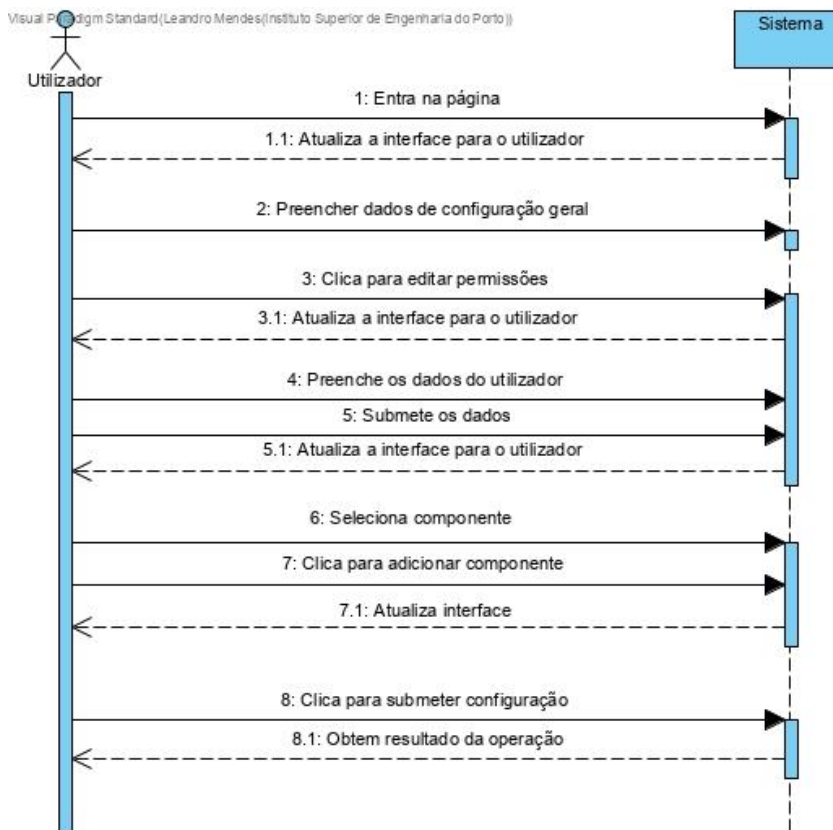 Visual Paradigm Standard(Leandro Mendes(Instituto Superior de Engenharia do Porto))
Sistema
Utilizador
1: Entra na página
1.1: Atualiza a interface para o utilizador
2: Preencher dados de configuração geral
3: Clica para editar permissões
3.1: Atualiza a interface para o utilizador
4: Preenche os dados do utilizador
5: Submete os dados
5.1: Atualiza a interface para o utilizador
6: Seleciona componente
7: Clica para adicionar componente
7.1: Atualiza interface
8: Clica para submeter configuração
8.1: Obtem resultado da operação